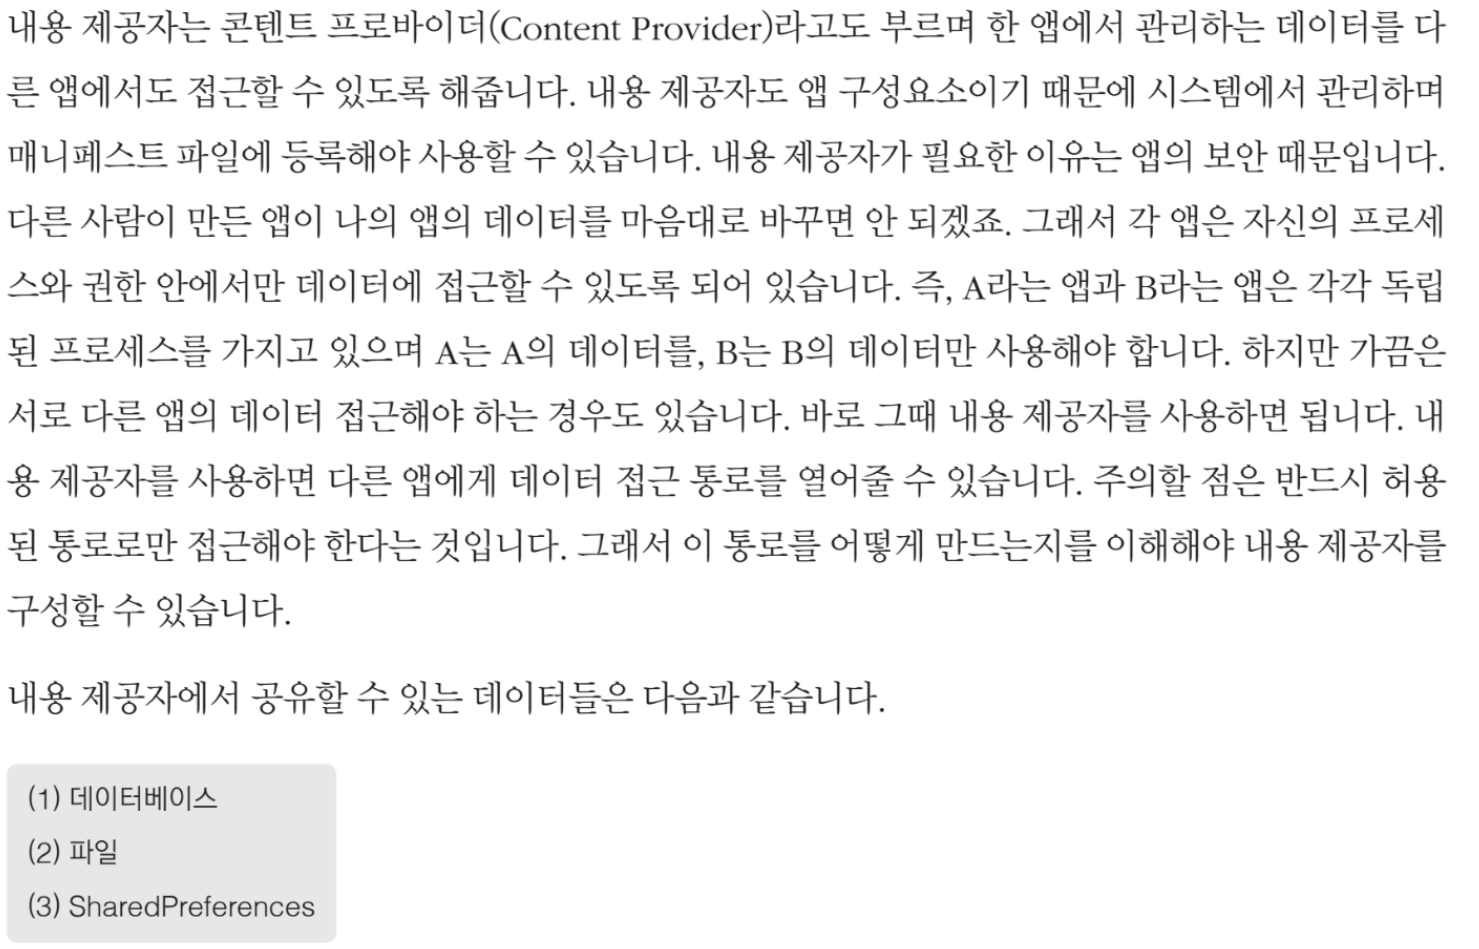 내용 제공자는 콘텐트 프로바이더(Content Provider)라고도 부르며 한 앱에서 관리하는 데이터를 다
른 앱에서도 접근할 수 있도록 해줍니다. 내용 제공자도 앱 구성요소이기 때문에 시스템에서 관리하며
매니페스트 파일에 등록해야 사용할 수 있습니다. 내용 제공자가 필요한 이유는 앱의 보안 때문입니다.
다른 사람이 만든 앱이 나의 앱의 데이터를 마음대로 바꾸면 안 되겠죠. 그래서 각 앱은 자신의 프로세
스와 권한 안에서만 데이터에 접근할 수 있도록 되어 있습니다. 즉, A라는 앱과 B라는 앱은 각각 독립
된 프로세스를 가지고 있으며 A는 A의 데이터를, B는 B의 데이터만 사용해야 합니다. 하지만 가끔은
서로 다른 앱의 데이터 접근해야 하는 경우도 있습니다. 바로 그때 내용 제공자를 사용하면 됩니다. 내
용 제공자를 사용하면 다른 앱에게 데이터 접근 통로를 열어줄 수 있습니다. 주의할 점은 반드시 허용
된 통로로만 접근해야 한다는 것입니다. 그래서 이 통로를 어떻게 만드는지를 이해해야 내용 제공자를
구성할 수 있습니다.
내용 제공자에서 공유할 수 있는 데이터들은 다음과 같습니다.
(1) 데이터베이스
(2) 파일
(3) SharedPreferences